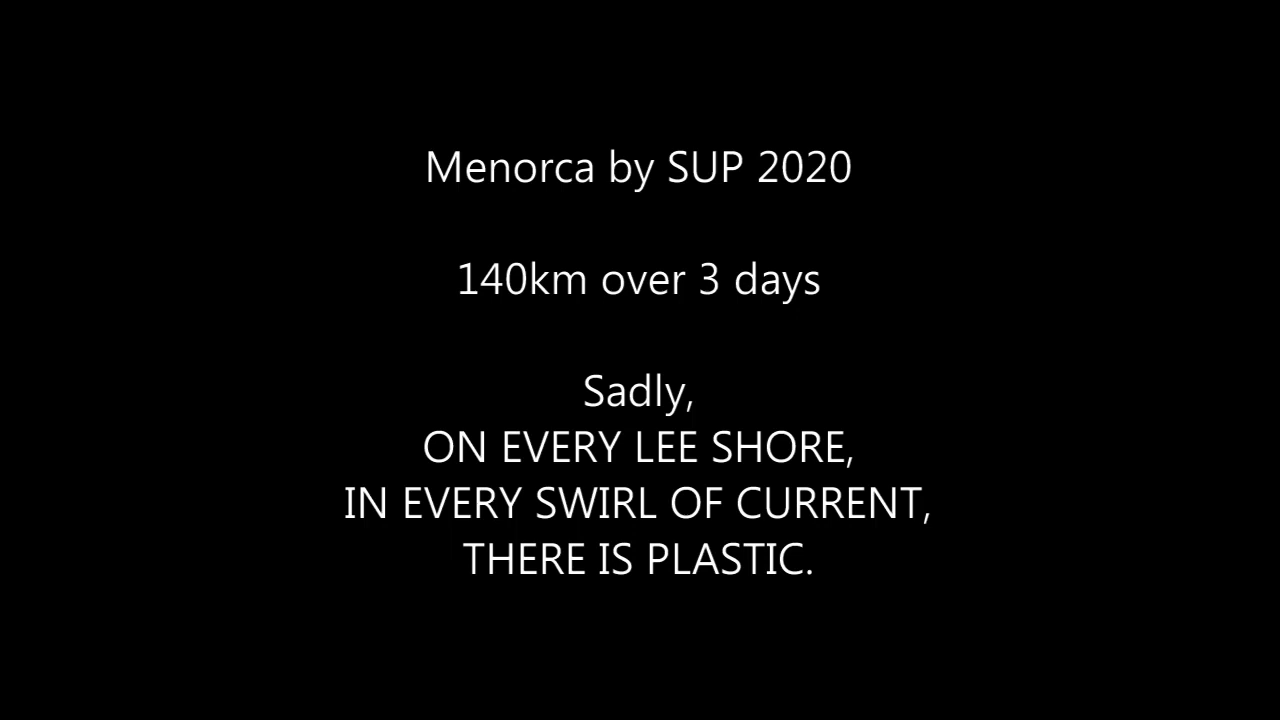 Menorca by SUP 2020
140km over 3 days
Sadly,
ON EVERY LEE SHORE,
IN EVERY SWIRL OF CURRENT,
THERE IS PLASTIC.